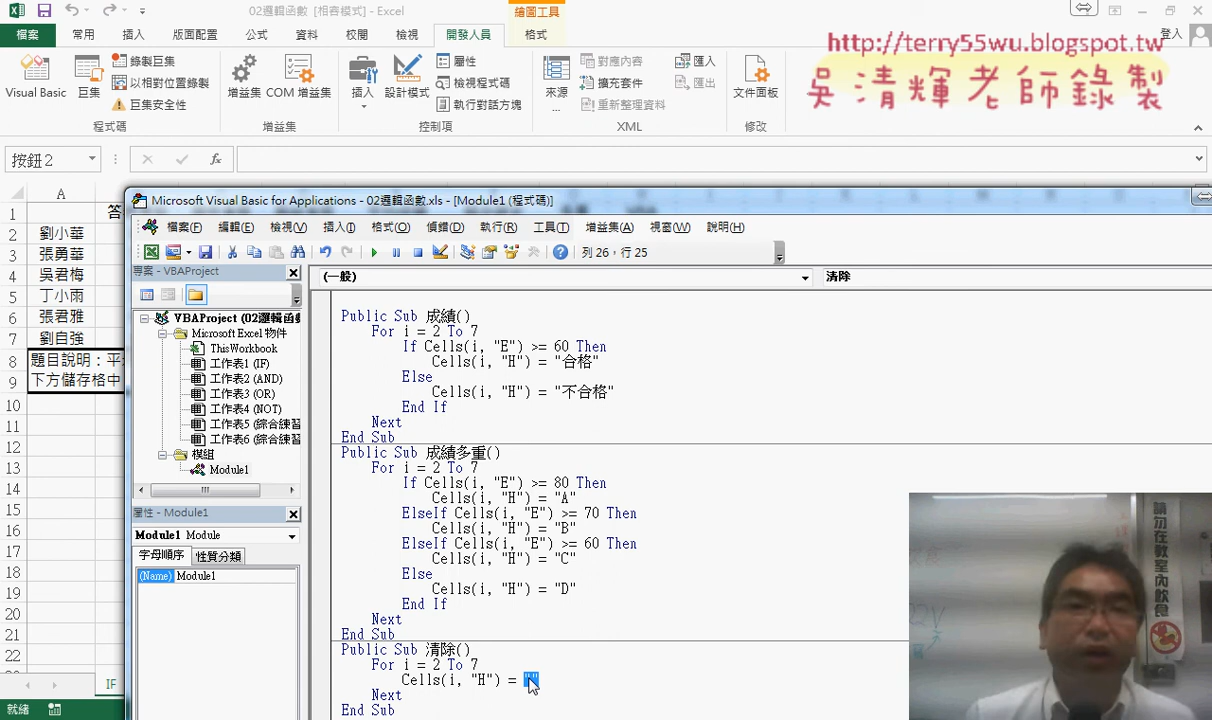 02邏輯函數 [相容模式] - Excel
繪圖工具
檔案
常用
插入
版面配置
公式
資料
校閱
檢視
開發人員
格式
登入
http://terry55wu.blogspot.tw
吳清輝老師錄製
Visual Basic
巨集
錄製巨集
以相對位置錄製
巨集安全性
增益集
COM 增益集
插入
設計模式
屬性
檢視程式碼
執行對話方塊
來源
...
對應內容
擴充套件
重新整理資料
匯入
匯出
文件面板
程式碼
增益集
控制項
XML
修改
按鈕2
fx
A
1
答
2 劉小華
3 張勇華
4 吳君梅
5 丁小雨
6 張君雅
7 劉自強
8 題目說明：平
9 下方儲存格中
10
11
12
13
14
15
16
17
18
19
20
21
22
IF
就緒
Microsoft Visual Basic for Applications - 02邏輯函數.xls - [Module1 (程式碼)]
檔案(F) 編輯(E) 檢視(V) 插入(I) 格式(O) 偵錯(D) 執行(R) 工具(T) 增益集(A) 視窗(W) 說明(H)
列 26，行 25
專案 - VBAProject
VBAProject (02邏輯函數
Microsoft Excel 物件
ThisWorkbook
工作表1 (IF)
工作表2 (AND)
工作表3 (OR)
工作表4 (NOT)
工作表5 (綜合練習
工作表6 (綜合練習
模組
Module1
屬性 - Module1
Module1 Module
字母順序 性質分類
(Name) Module1
(一般)
清除
Public Sub 成績()
For i = 2 To 7
If Cells(i, "E") >= 60 Then
Cells(i, "H") = "合格"
Else
Cells(i, "H") = "不合格"
End If
Next
End Sub
Public Sub 成績多重()
For i = 2 To 7
If Cells(i, "E") >= 80 Then
Cells(i, "H") = "A"
ElseIf Cells(i, "E") >= 70 Then
Cells(i, "H") = "B"
ElseIf Cells(i, "E") >= 60 Then
Cells(i, "H") = "C"
Else
Cells(i, "H") = "D"
End If
Next
End Sub
Public Sub 清除()
For i = 2 To 7
Cells(i, "H") = ""
Next
End Sub
請勿在教室內飲食